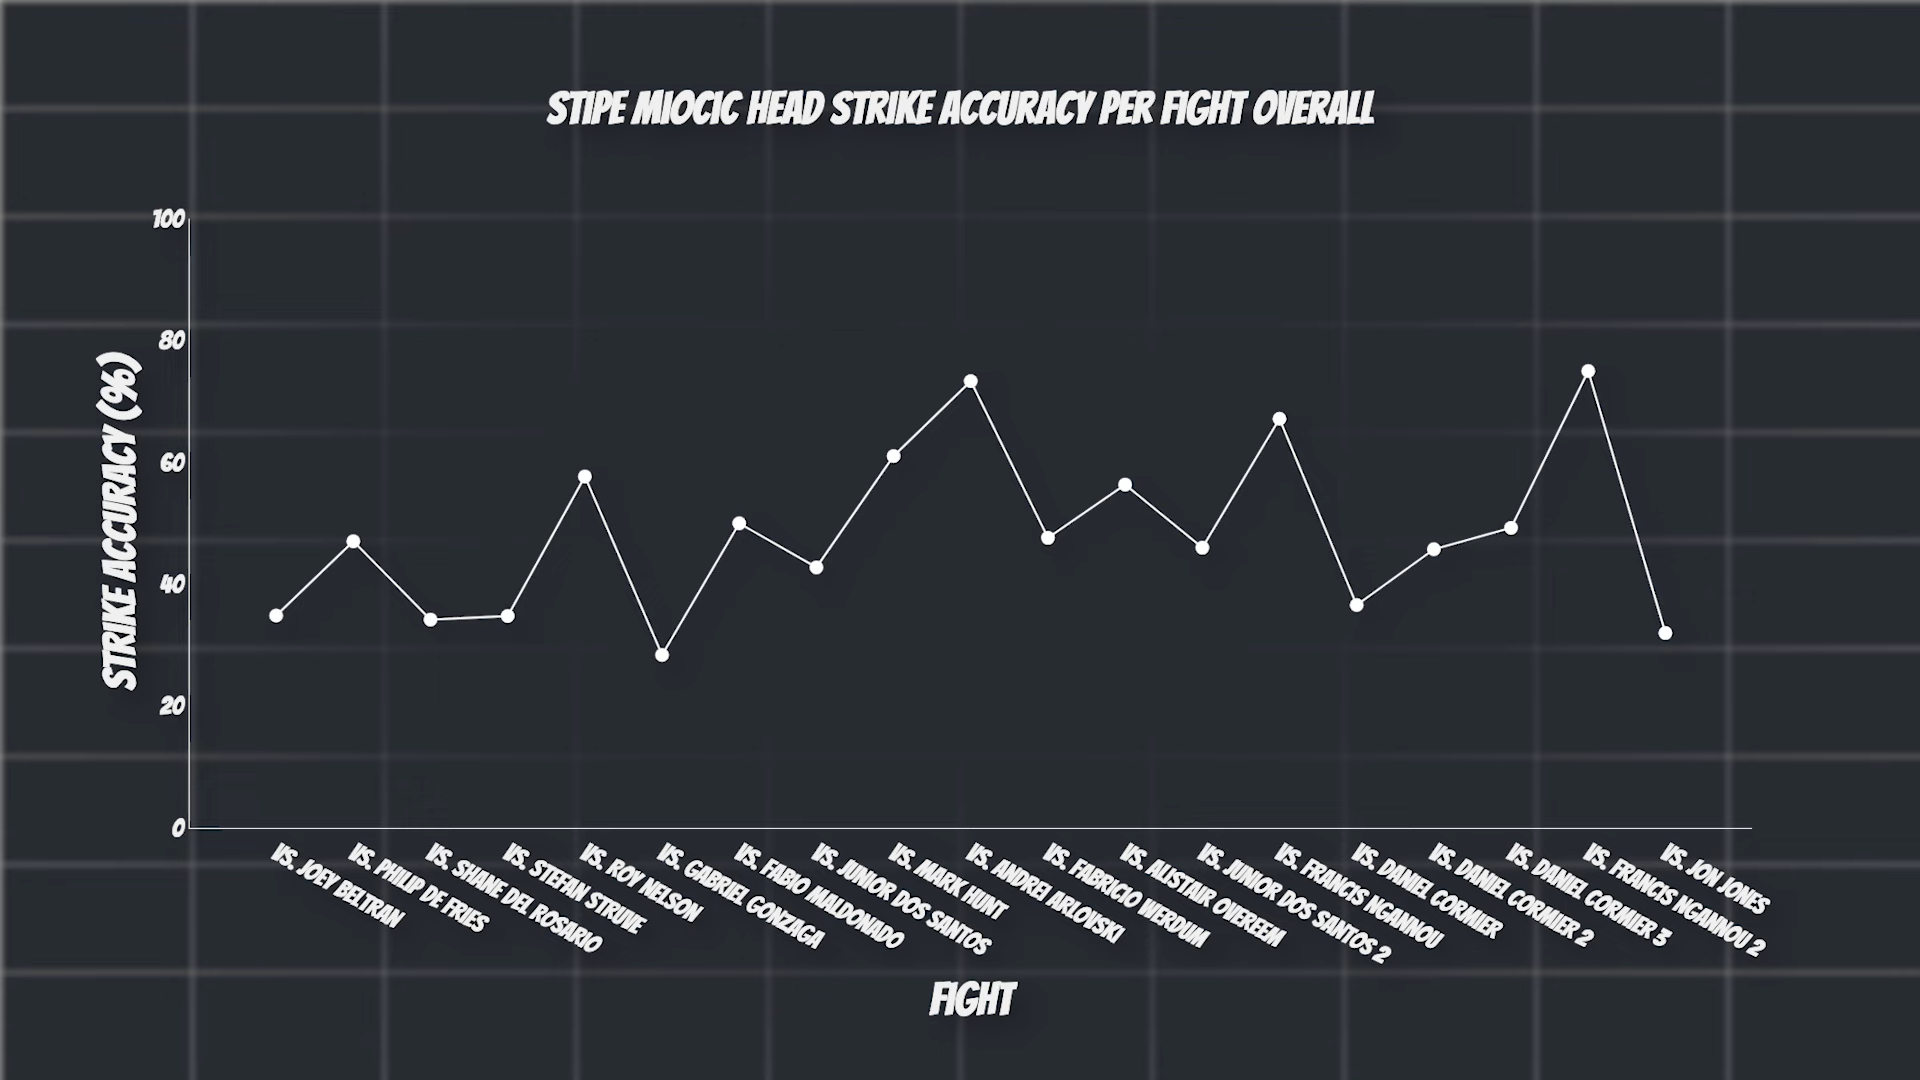 STIPE MIOCIC HEAD STRIKE ACCURACY PER FIGHT OVERALL
STRIKE ACCURACY (%)
100
80
60
40
20
0
VS. JOEY BELTRAN
VS. PHILIP DE FRIES
VS. SHANE DEL ROSARIO
VS. STEFAN STRUVE
VS. ROY NELSON
VS. GABRIEL GONZAGA
VS. FABIO MALDONADO
VS. JUNIOR DOS SANTOS
VS. MARK HUNT
VS. ANDREI ARLOVSKI
VS. FABRICIO WERDUM
VS. ALISTAIR OVEREEM
VS. JUNIOR DOS SANTOS 2
VS. FRANCIS NGANNOU
VS. DANIEL CORMIER
VS. DANIEL CORMIER 2
VS. DANIEL CORMIER 3
VS. FRANCIS NGANNOU 2
VS. JON JONES
FIGHT